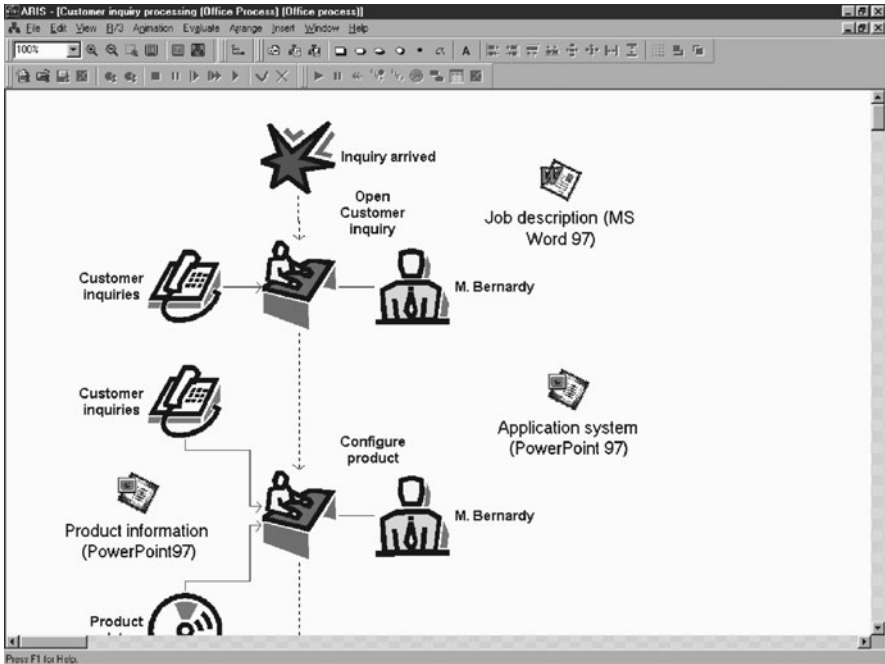 ARIS - [Customer inquiry processing (Office Process) (Office process)]
File Edit View R/3 Animation Evaluate Arrange Insert Window Help
100%
A
Inquiry arrived
Open
Customer
inquiry
Job description (MS
Word 97)
Customer
inquiries
M. Bernardy
Customer
inquiries
Application system
(PowerPoint 97)
Configure
product
Product information
(PowerPoint97)
M. Bernardy
Product
Press F1 for Help.